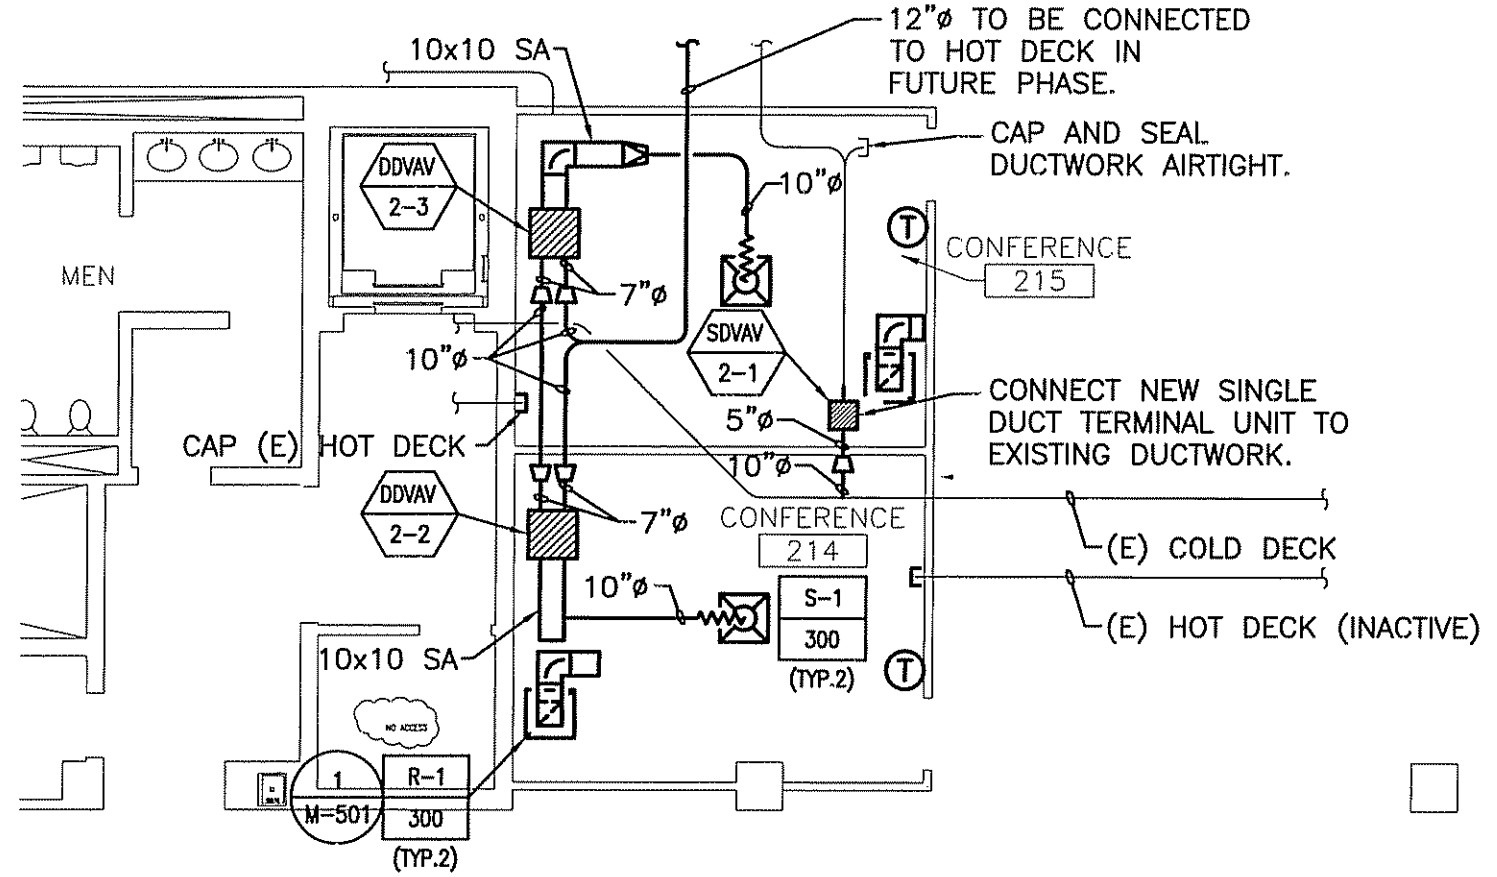 12"ø TO BE CONNECTED
TO HOT DECK IN
FUTURE PHASE.
10x10 SA
CAP AND SEAL
DUCTWORK AIRTIGHT.
DDVAV
2-3
10"ø
T
CONFERENCE
215
MEN
7"ø
SDVAV
2-1
10"ø
CONNECT NEW SINGLE
DUCT TERMINAL UNIT TO
EXISTING DUCTWORK.
5"ø
CAP (E) HOT DECK
10"ø
DDVAV
2-2
7"ø
CONFERENCE
214
(E) COLD DECK
10"ø
S-1
300
(TYP.2)
(E) HOT DECK (INACTIVE)
10x10 SA
T
NO ACCESS
1
M-501
R-1
300
(TYP.2)